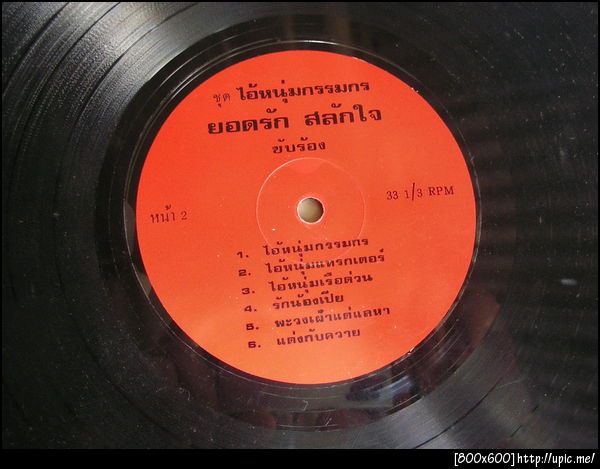 ชุด ไอ้หนุ่มกรรมกร
ยอดรัก สลักใจ
ขับร้อง
หน้า 2
33 1/3 RPM
1. ไอ้หนุ่มกรรมกร
2. ไอ้หนุ่มแทรกเตอร์
3. ไอ้หนุ่มเรือด่วน
4. รักน้องเปีย
5. พะวงเฝ้าแต่แลหา
6. แต่งกับควาย
[800x600]http://upic.me/